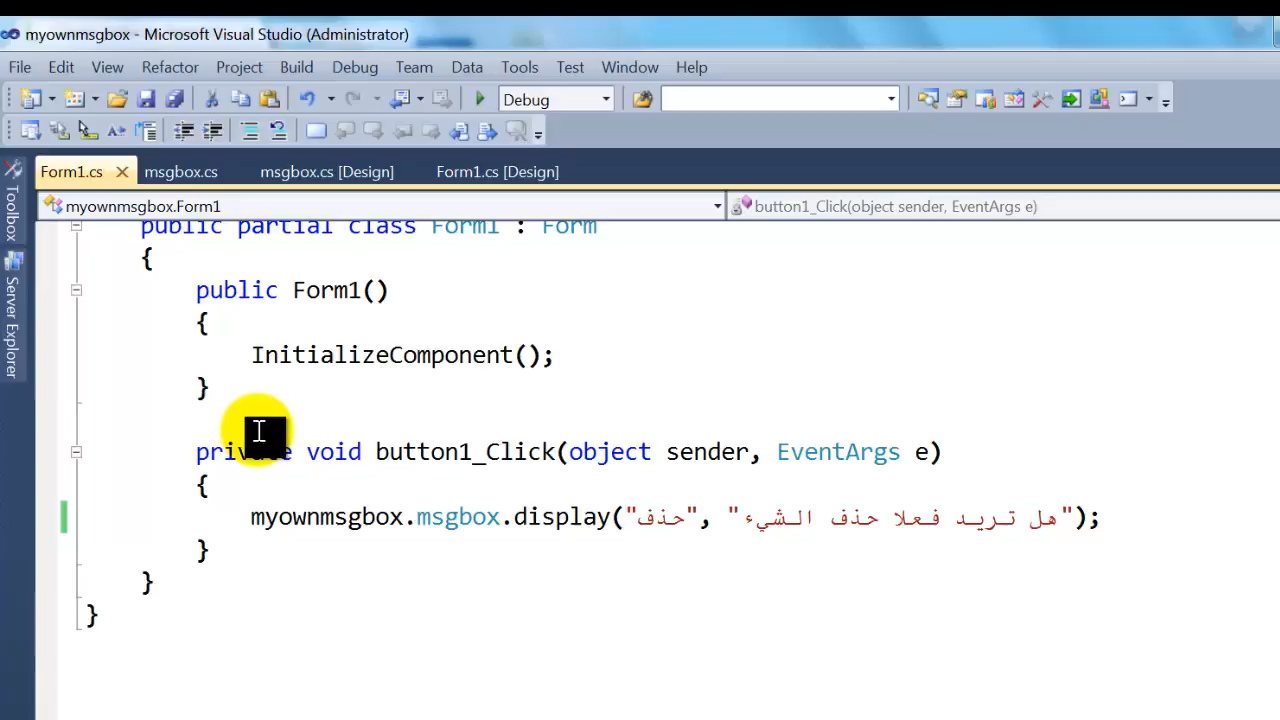 myownmsgbox - Microsoft Visual Studio (Administrator)
File Edit View Refactor Project Build Debug Team Data Tools Test Window Help
Debug
Form1.cs msgbox.cs msgbox.cs [Design] Form1.cs [Design]
myownmsgbox.Form1 button1_Click(object sender, EventArgs e)
Toolbox
Server Explorer
public partial class Form1 : Form
{
public Form1()
{
InitializeComponent();
}
private void button1_Click(object sender, EventArgs e)
{
myownmsgbox.msgbox.display("حذف", "هل تريد فعلا حذف الشيء");
}
}
}